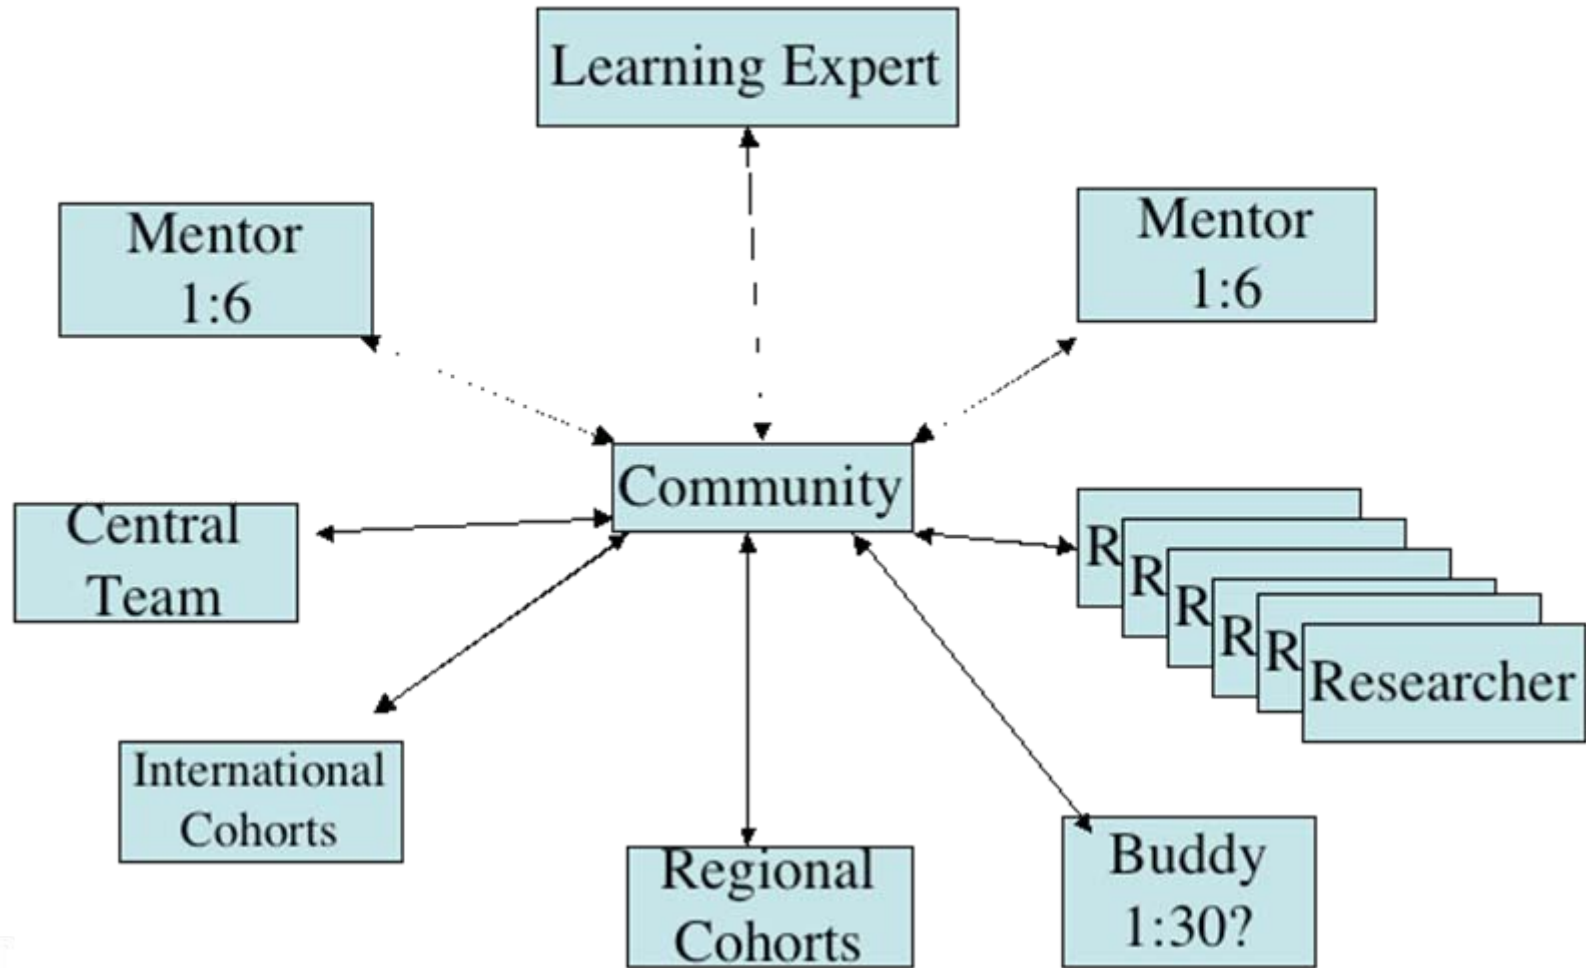 Learning Expert
Mentor
1:6
Mentor
1:6
Community
Central
Team
R
R
R
R
R
Researcher
International
Cohorts
Regional
Cohorts
Buddy
1:30?